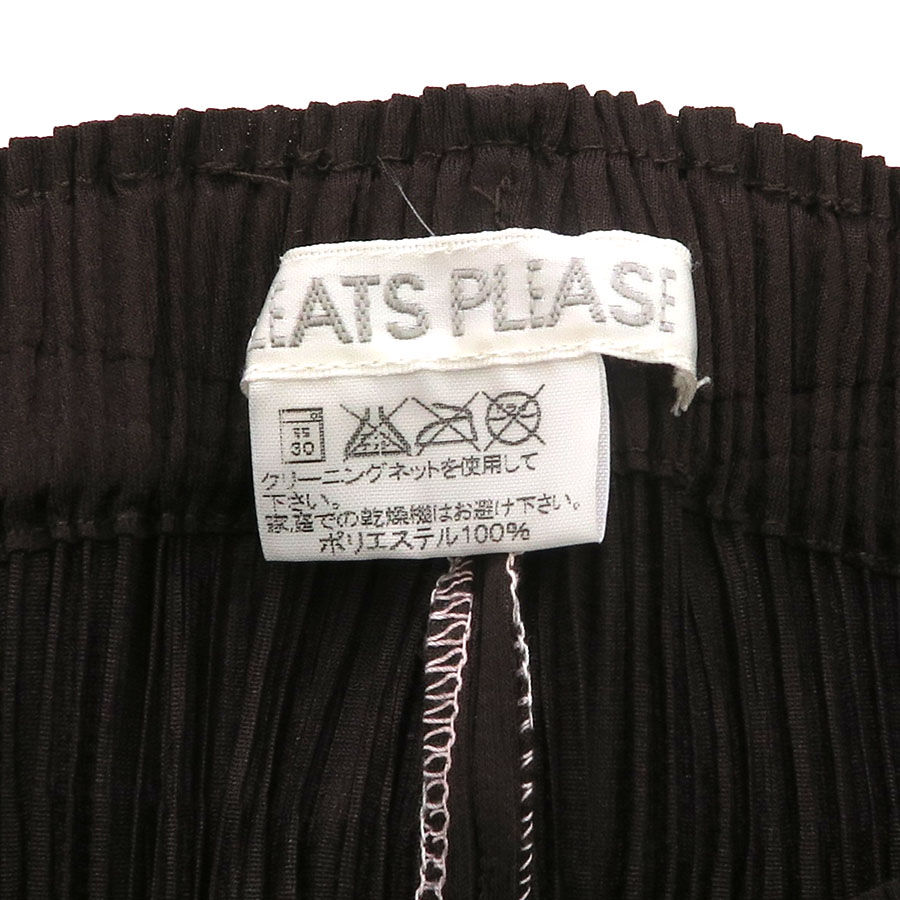 LEATS PLEASE
30
クリーニングネットを使用して
下さい。
家庭での乾燥機はお避け下さい。
ポリエステル100%